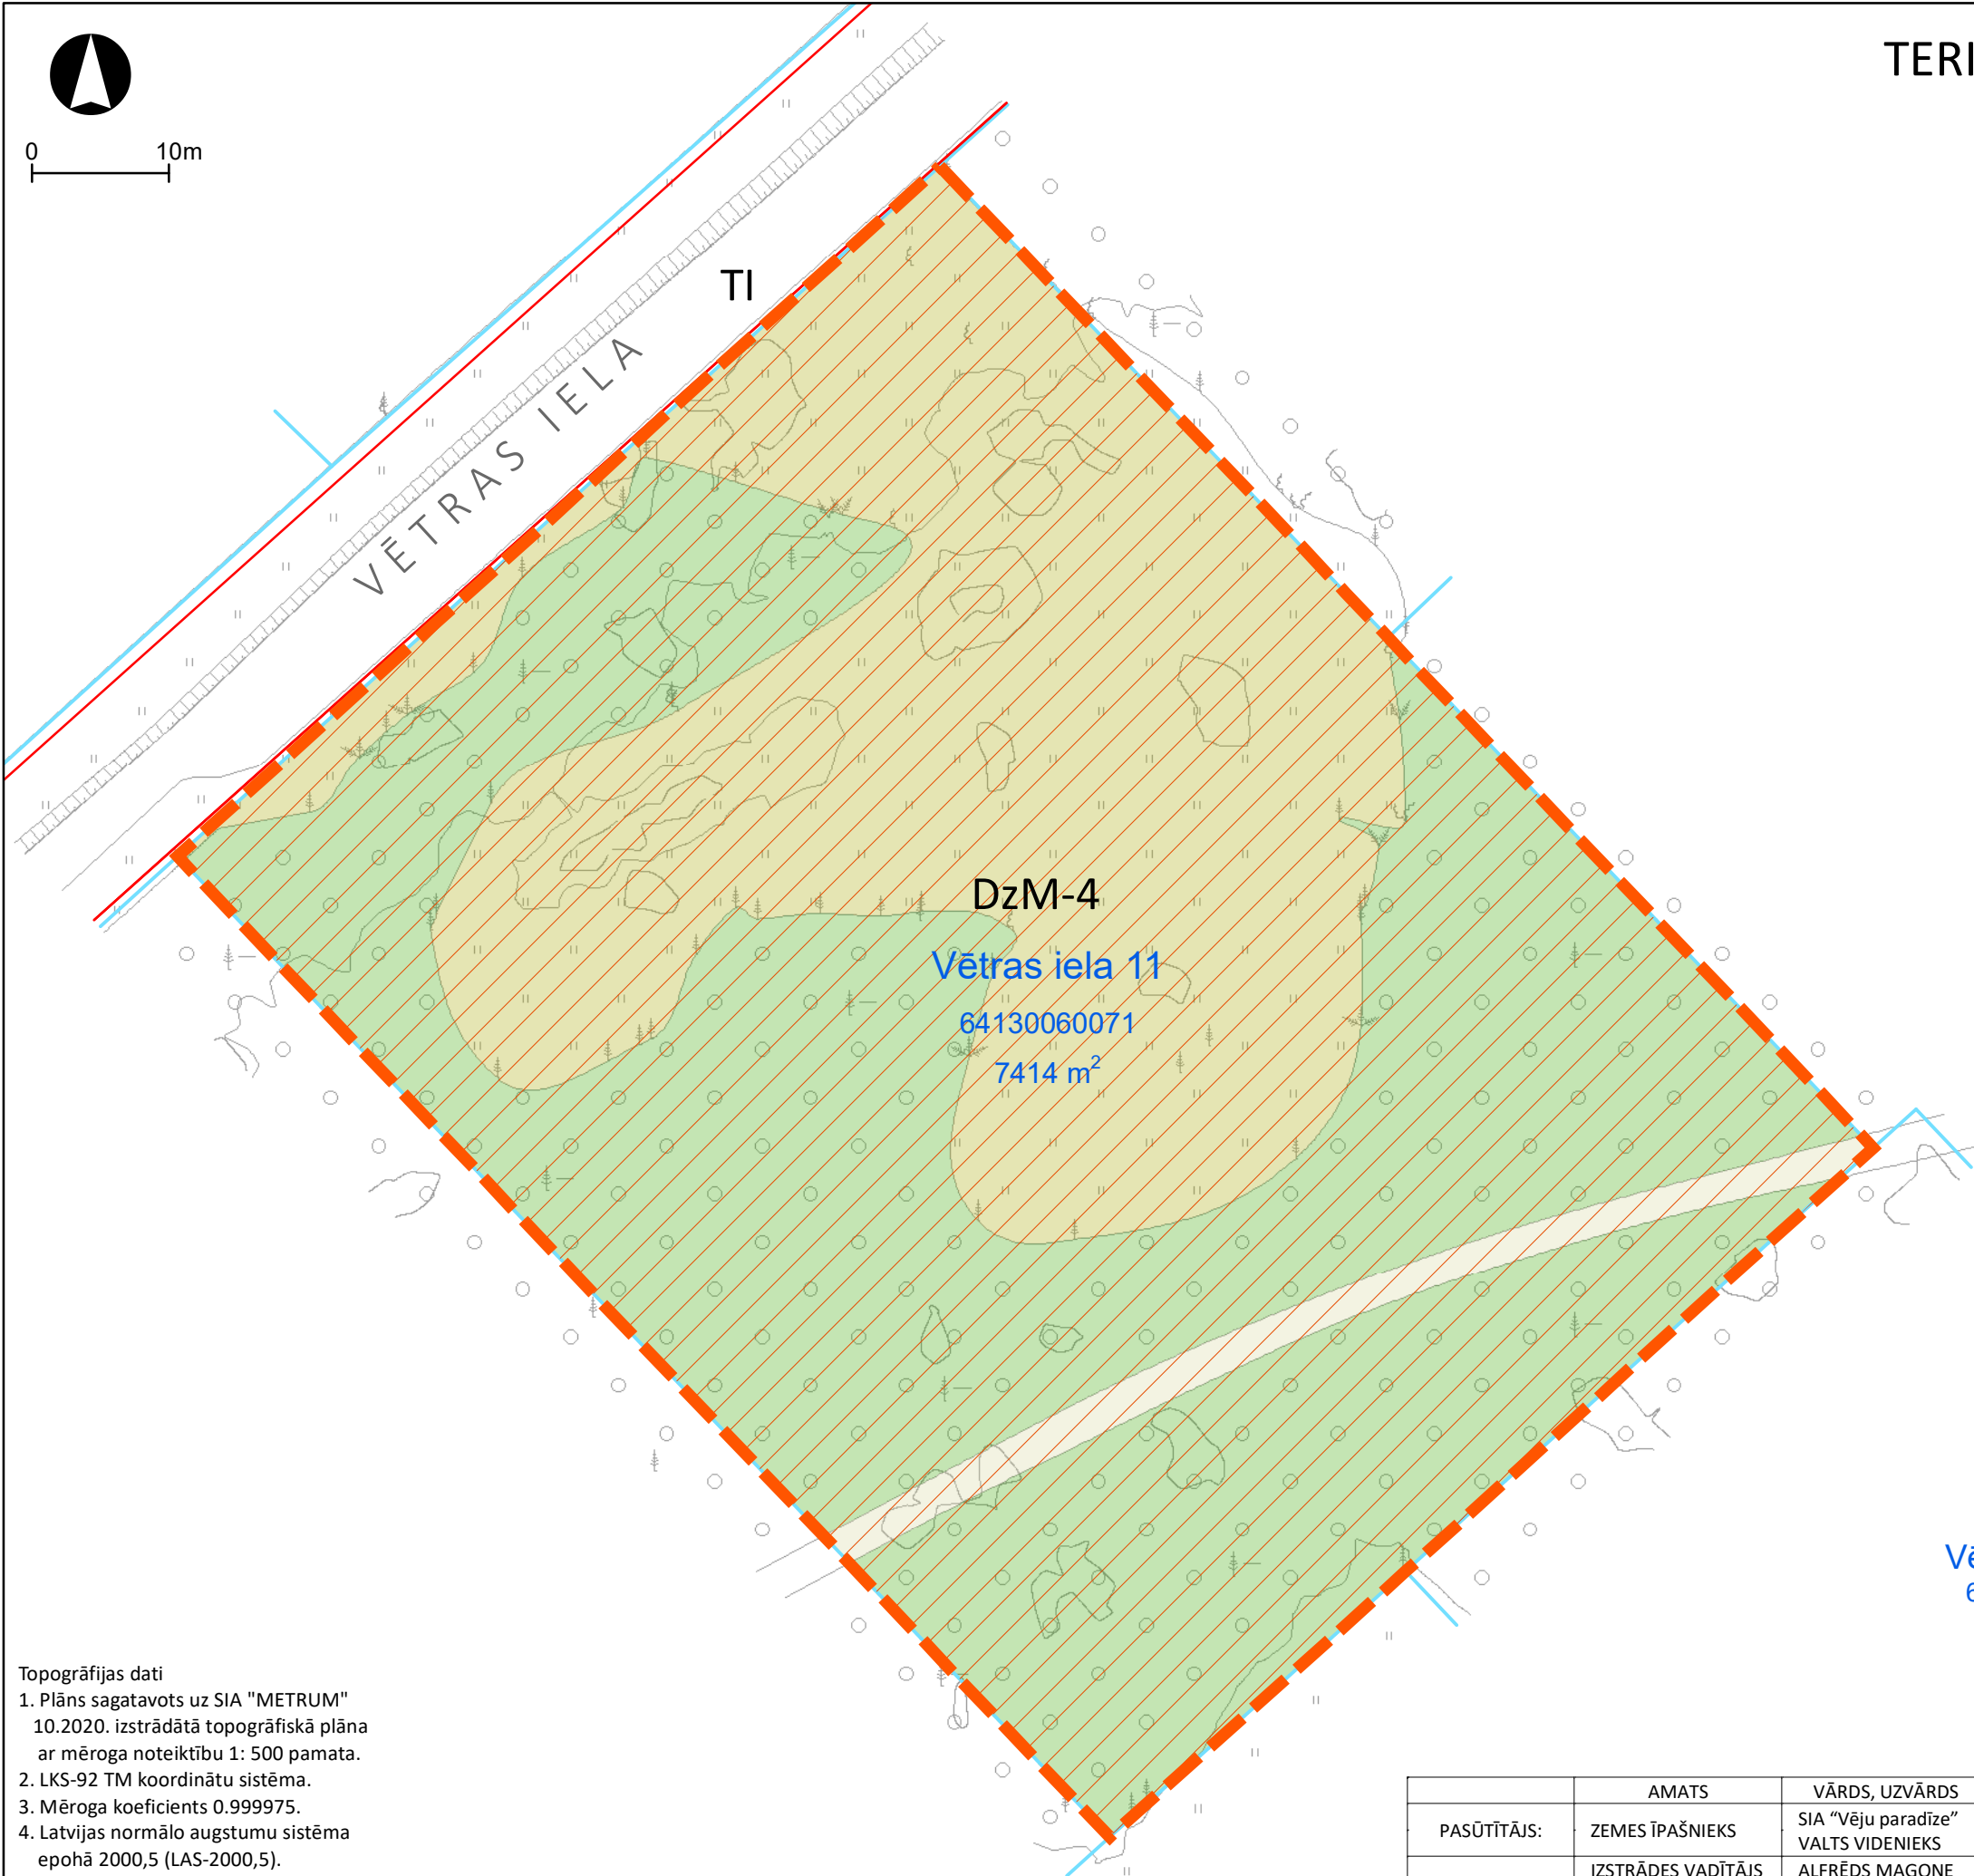 TERI
0 10m
TI
VĒTRAS IELA
DzM-4
Vētras iela 11
64130060071
7414 m²
Vē
6
Topogrāfijas dati
1. Plāns sagatavots uz SIA "METRUM"
10.2020. izstrādātā topogrāfiskā plāna
ar mēroga noteiktību 1: 500 pamata.
2. LKS-92 TM koordinātu sistēma.
3. Mēroga koeficients 0.999975.
4. Latvijas normālo augstumu sistēma
epohā 2000,5 (LAS-2000,5).
AMATS VĀRDS, UZVĀRDS
PASŪTĪTĀJS: ZEMES ĪPAŠNIEKS SIA “Vēju paradīze”
VALTS VIDENIEKS
IZSTRĀDES VADĪTĀJS ALFRĒDS MAGONE